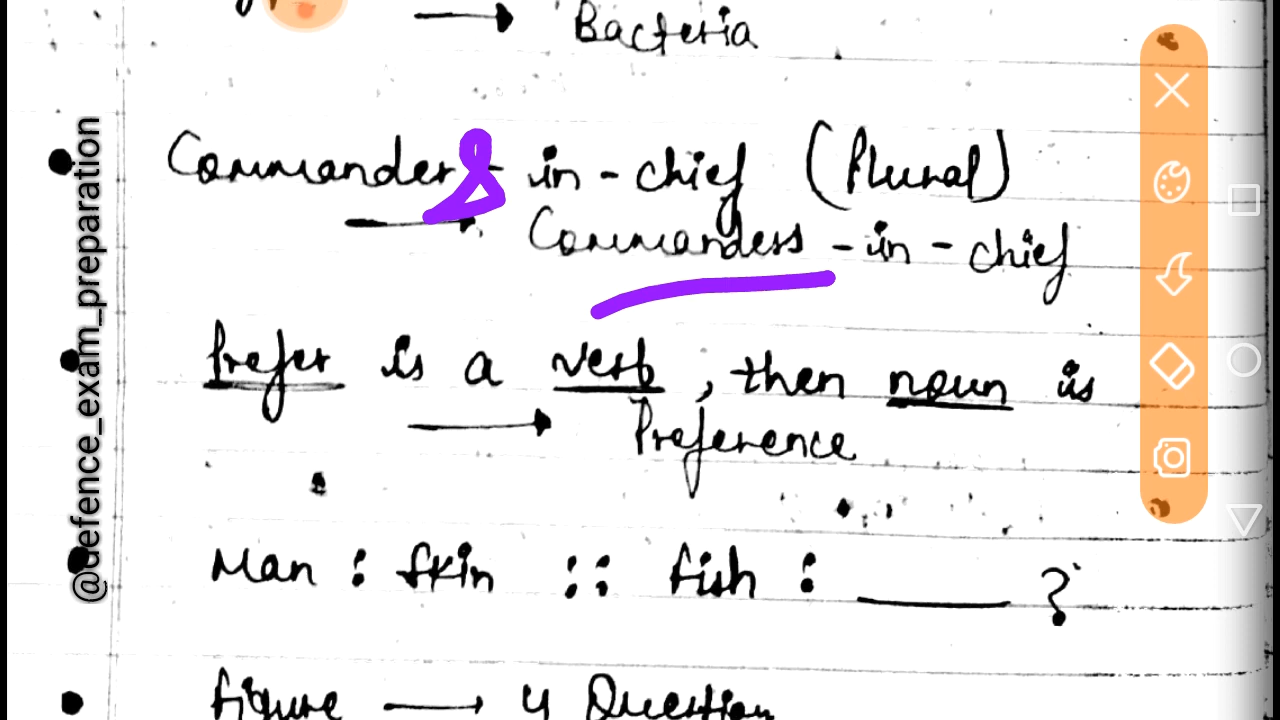 → Bacteria
Commander - in - chief (Plural)
→ Commanders - in - chief
Prefer is a verb, then noun is
→ Preference
Man : Skin :: fish : ____ ?
figure → 4 Question
@defence_exam_preparation